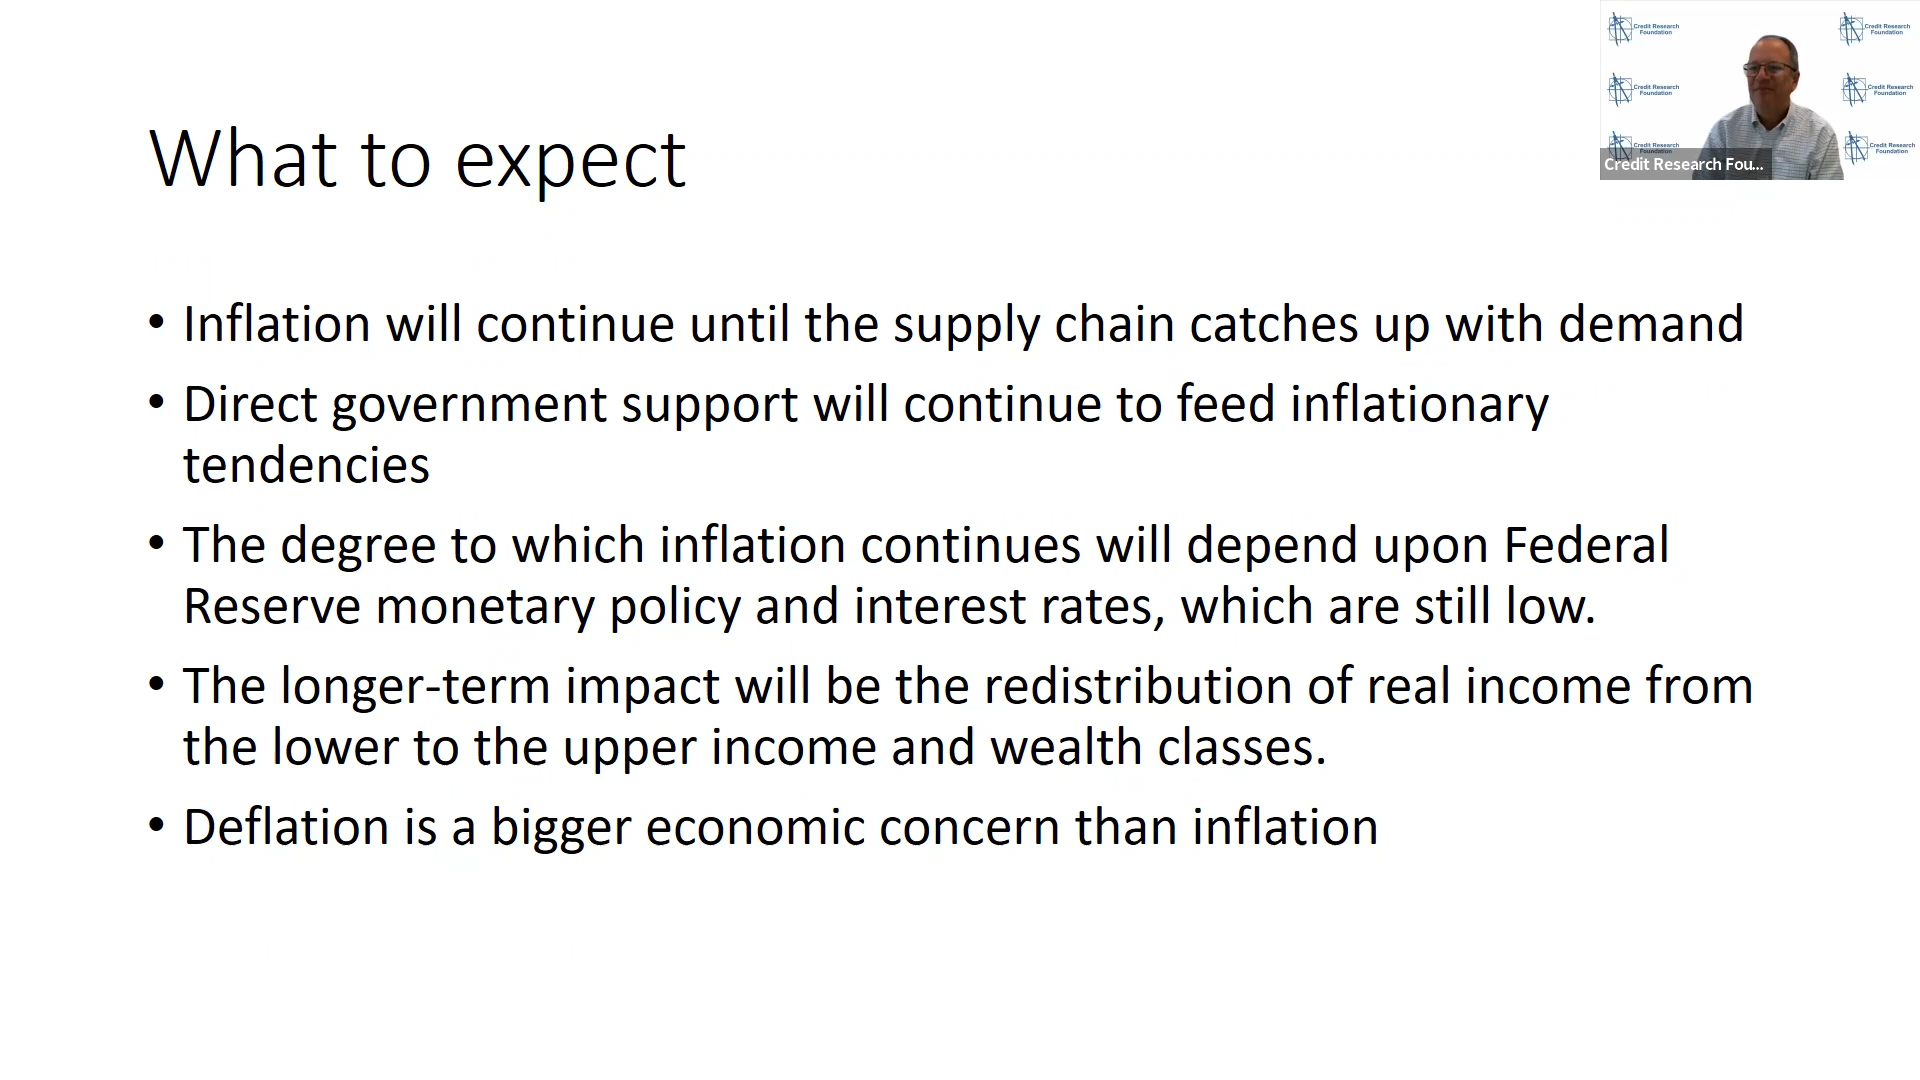 What to expect
• Inflation will continue until the supply chain catches up with demand
• Direct government support will continue to feed inflationary
tendencies
• The degree to which inflation continues will depend upon Federal
Reserve monetary policy and interest rates, which are still low.
• The longer-term impact will be the redistribution of real income from
the lower to the upper income and wealth classes.
• Deflation is a bigger economic concern than inflation
Credit Research
Foundation
Credit Research
Foundation
Credit Research
Foundation
Credit Research
Foundation
Credit Research
Credit Research
Foundation
Credit Research Fou...